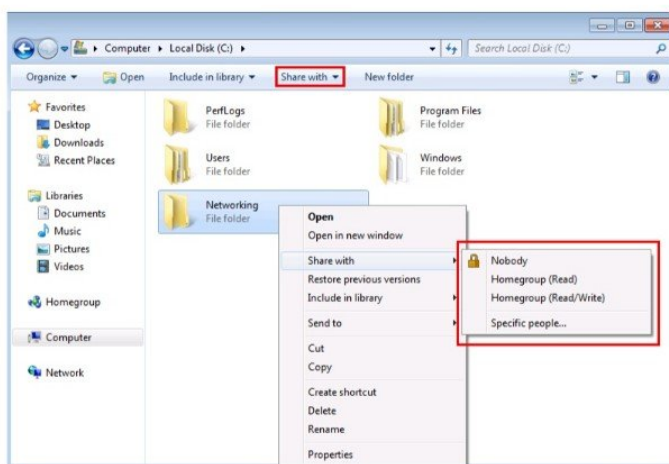 Computer ▸ Local Disk (C:) ▸
Search Local Disk (C:)
Organize ▾ Open Include in library ▾ Share with ▾ New folder
Favorites
Desktop
Downloads
Recent Places
Libraries
Documents
Music
Pictures
Videos
Homegroup
Computer
Network
PerfLogs
File folder
Program Files
File folder
Users
File folder
Windows
File folder
Networking
File folder
Open
Open in new window
Share with
Restore previous versions
Include in library
Send to
Cut
Copy
Create shortcut
Delete
Rename
Properties
Nobody
Homegroup (Read)
Homegroup (Read/Write)
Specific people...